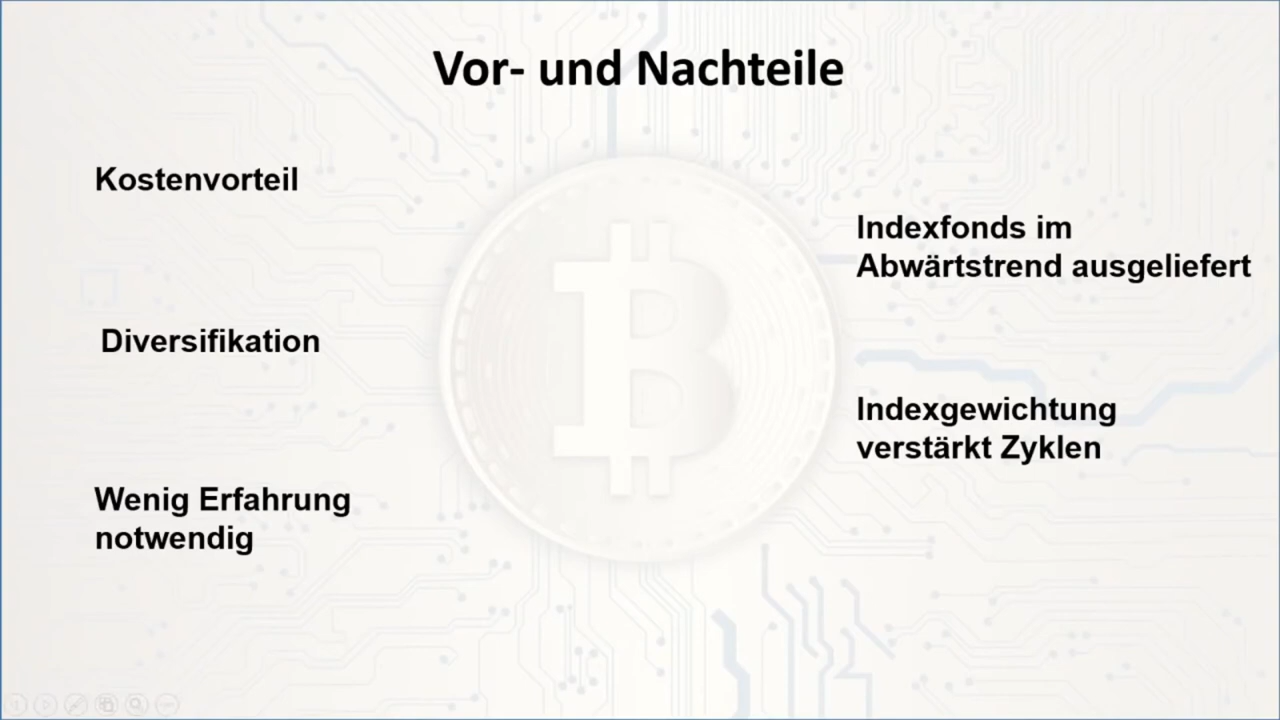 Vor- und Nachteile
Kostenvorteil
Diversifikation
Wenig Erfahrung
notwendig
Indexfonds im
Abwärtstrend ausgeliefert
Indexgewichtung
verstärkt Zyklen